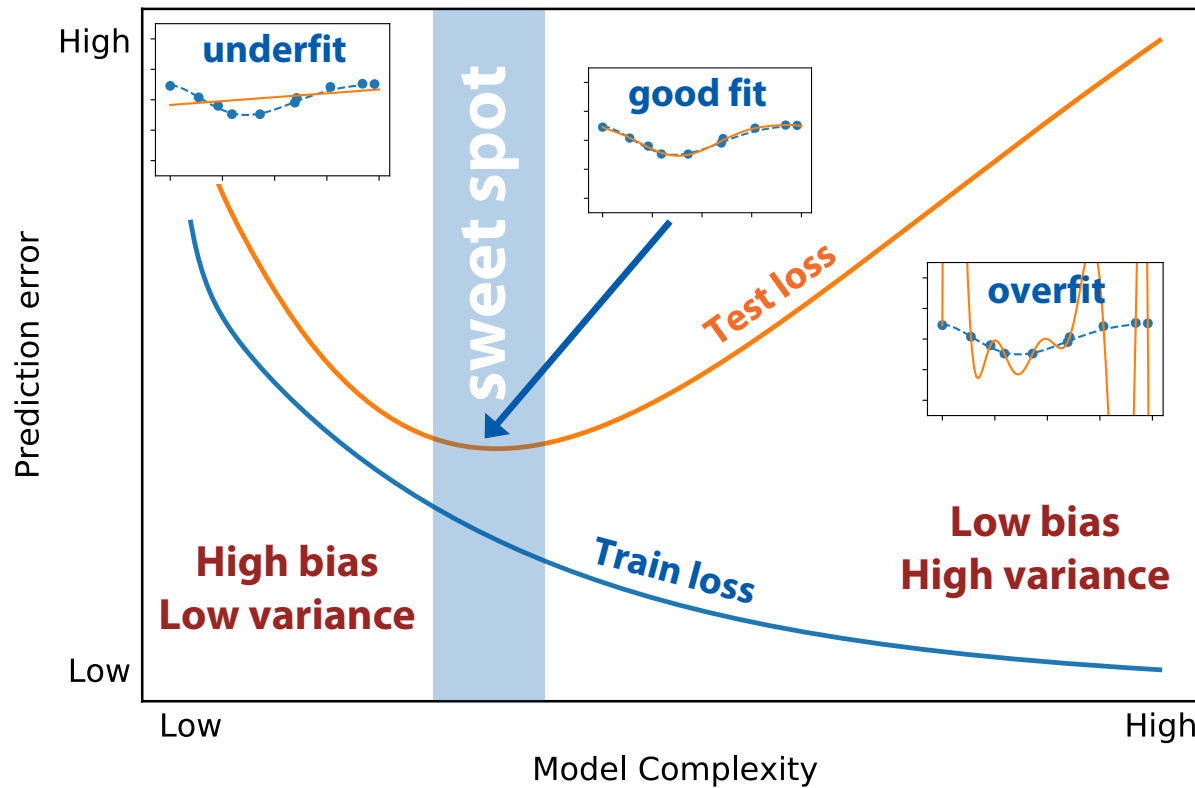 High
underfit
good fit
sweet spot
Test loss
overfit
Prediction error
High bias
Low variance
Train loss
Low bias
High variance
Low
Low
High
Model Complexity